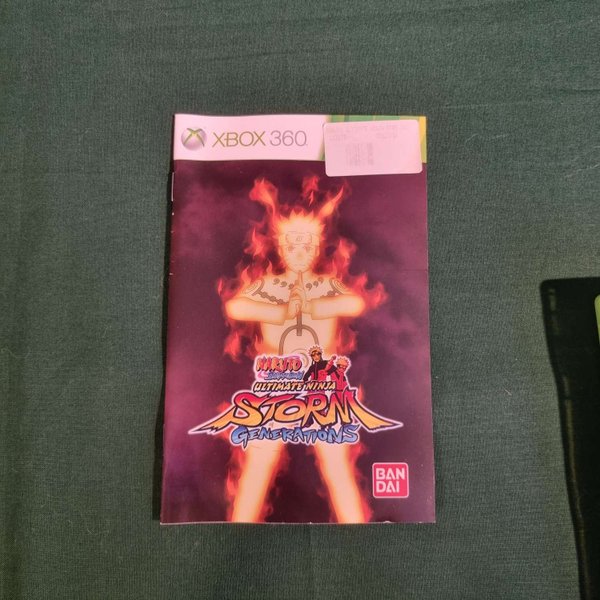 XBOX 360
NARUTO
SHIPPUDEN
ULTIMATE NINJA
STORM
GENERATIONS
BAN
DAI